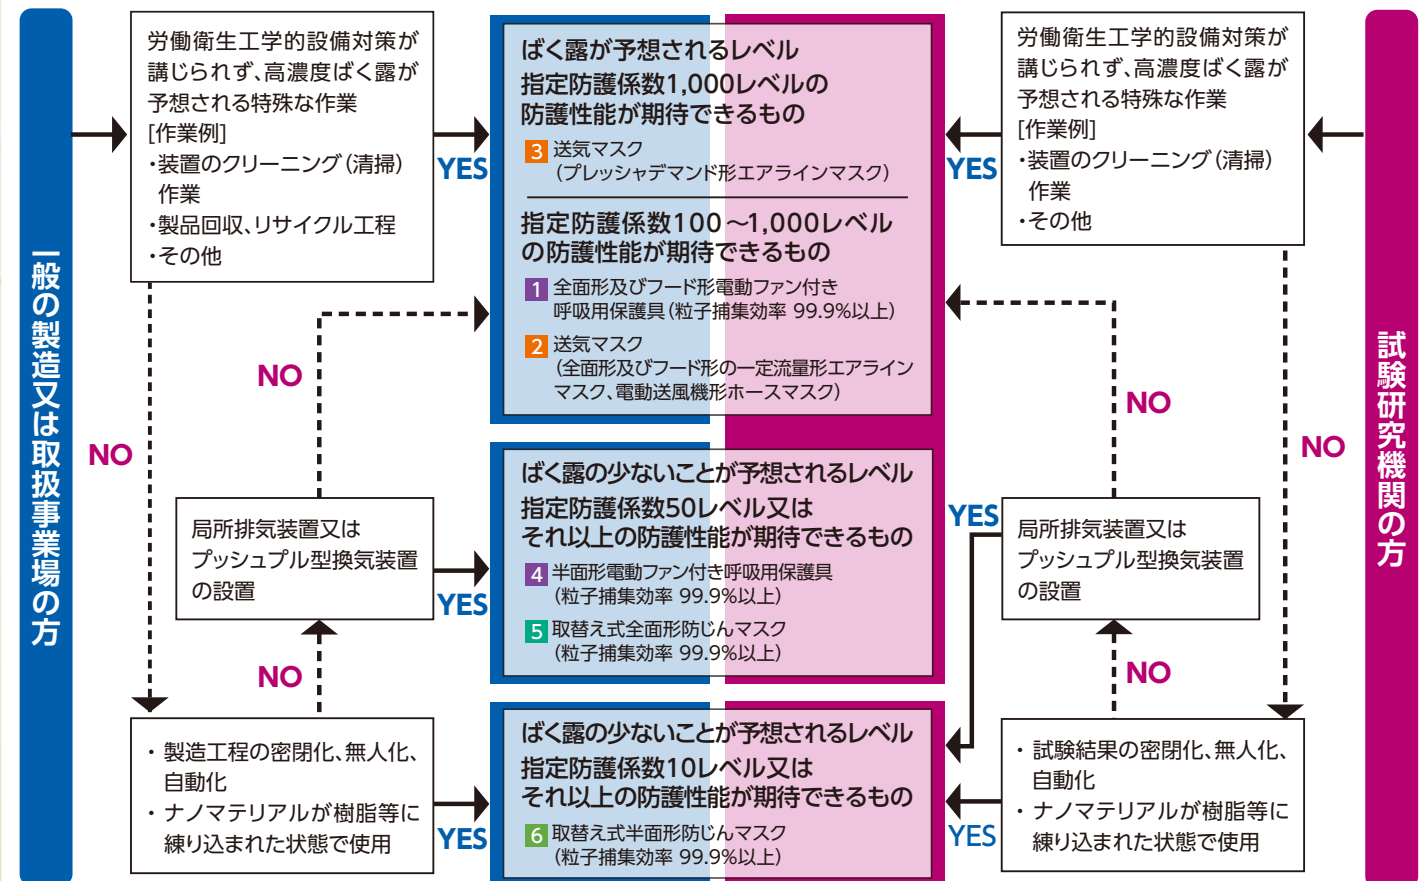 一般の製造又は取扱事業場の方
労働衛生工学的設備対策が
講じられず、高濃度ばく露が
予想される特殊な作業
[作業例]
・装置のクリーニング(清掃)
作業
・製品回収、リサイクル工程
・その他
YES
NO
NO
局所排気装置又は
プッシュプル型換気装置
の設置
YES
NO
・ 製造工程の密閉化、無人化、
自動化
・ ナノマテリアルが樹脂等に
練り込まれた状態で使用
YES
ばく露が予想されるレベル
指定防護係数1,000レベルの
防護性能が期待できるもの
3 送気マスク
(プレッシャデマンド形エアラインマスク)
指定防護係数100~1,000レベル
の防護性能が期待できるもの
1 全面形及びフード形電動ファン付き
呼吸用保護具(粒子捕集効率 99.9%以上)
2 送気マスク
(全面形及びフード形の一定流量形エアライン
マスク、電動送風機形ホースマスク)
ばく露の少ないことが予想されるレベル
指定防護係数50レベル又は
それ以上の防護性能が期待できるもの
4 半面形電動ファン付き呼吸用保護具
(粒子捕集効率 99.9%以上)
5 取替え式全面形防じんマスク
(粒子捕集効率 99.9%以上)
ばく露の少ないことが予想されるレベル
指定防護係数10レベル又は
それ以上の防護性能が期待できるもの
6 取替え式半面形防じんマスク
(粒子捕集効率 99.9%以上)
労働衛生工学的設備対策が
講じられず、高濃度ばく露が
予想される特殊な作業
[作業例]
・装置のクリーニング(清掃)
作業
・その他
YES
NO
NO
YES
局所排気装置又は
プッシュプル型換気装置
の設置
NO
・ 試験結果の密閉化、無人化、
自動化
・ ナノマテリアルが樹脂等に
練り込まれた状態で使用
YES
試験研究機関の方